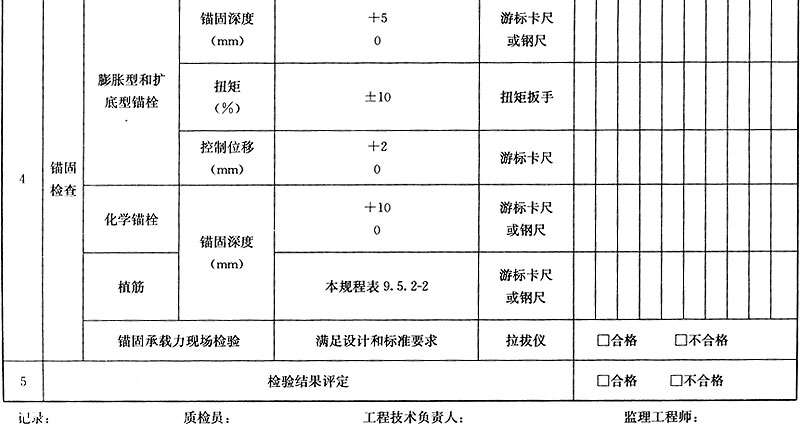 锚固深度
(mm)
+5
0
游标卡尺
或钢尺
膨胀型和扩
底型锚栓
扭矩
(%)
±10
扭矩扳手
控制位移
(mm)
+2
0
游标卡尺
4
锚固
检查
化学锚栓
锚固深度
(mm)
+10
0
游标卡尺
或钢尺
植筋
本规程表 9.5.2-2
游标卡尺
或钢尺
锚固承载力现场检验
满足设计和标准要求
拉拔仪
□合格 □不合格
5
检验结果评定
□合格 □不合格
记录: 质检员: 工程技术负责人: 监理工程师: